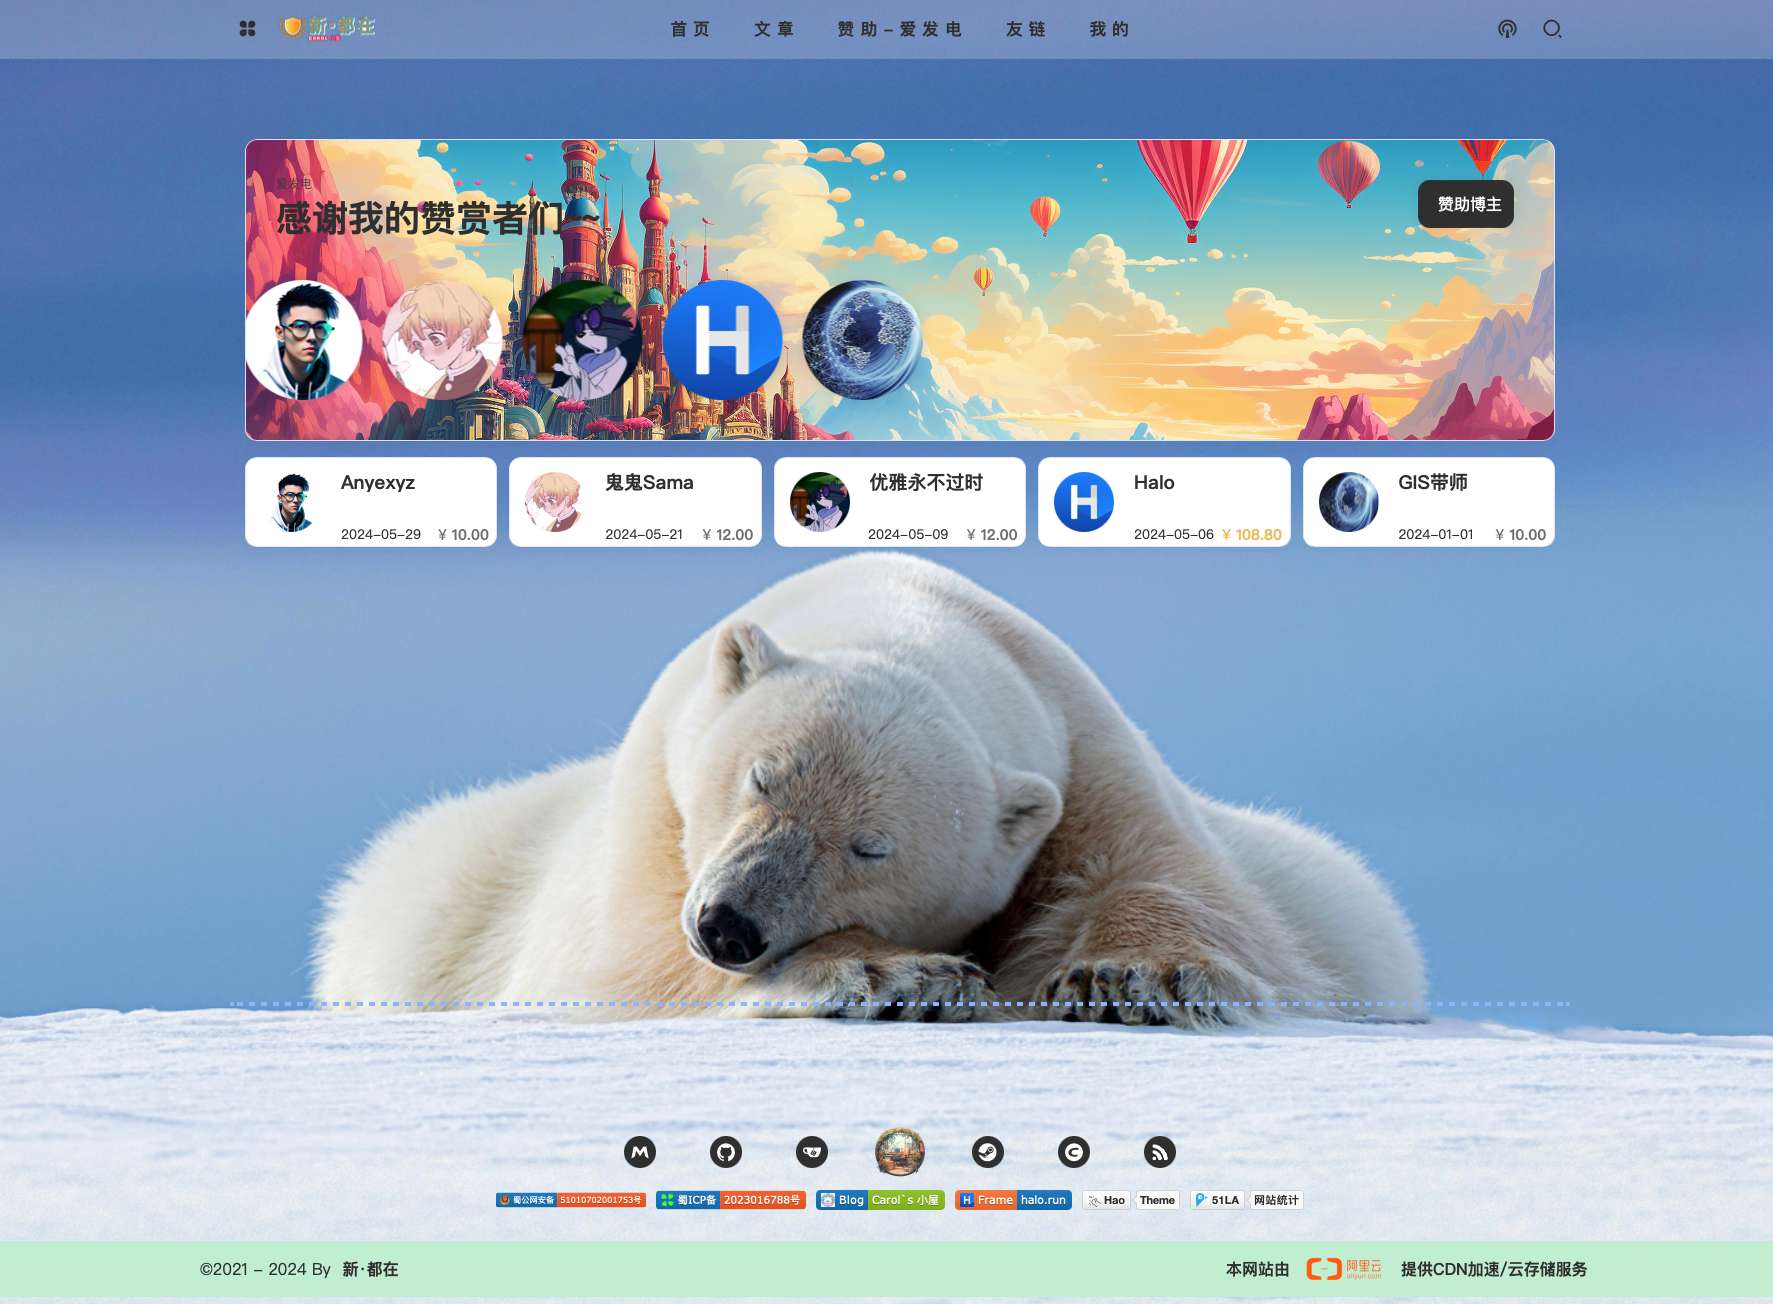 新·都在
首页 文章 赞助-爱发电 友链 我的
爱发电
感谢我的赞赏者们~~
赞助博主
Anyexyz
2024-05-29 ¥ 10.00
鬼鬼Sama
2024-05-21 ¥ 12.00
优雅永不过时
2024-05-09 ¥ 12.00
Halo
2024-05-06 ¥ 108.80
GIS带师
2024-01-01 ¥ 10.00
蜀公网安备 51010702001753号 蜀ICP备 2023016788号 Blog Carol`s 小屋 Frame halo.run Hao Theme 51LA 网站统计
©2021 - 2024 By 新·都在
本网站由 阿里云 aliyun.com 提供CDN加速/云存储服务